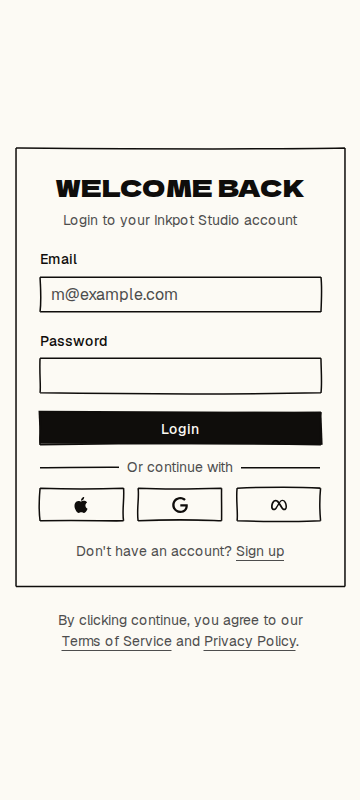 WELCOME BACK
Login to your Inkpot Studio account
Email
m@example.com
Password
Login
Or continue with
Don't have an account? Sign up
By clicking continue, you agree to our
Terms of Service and Privacy Policy.